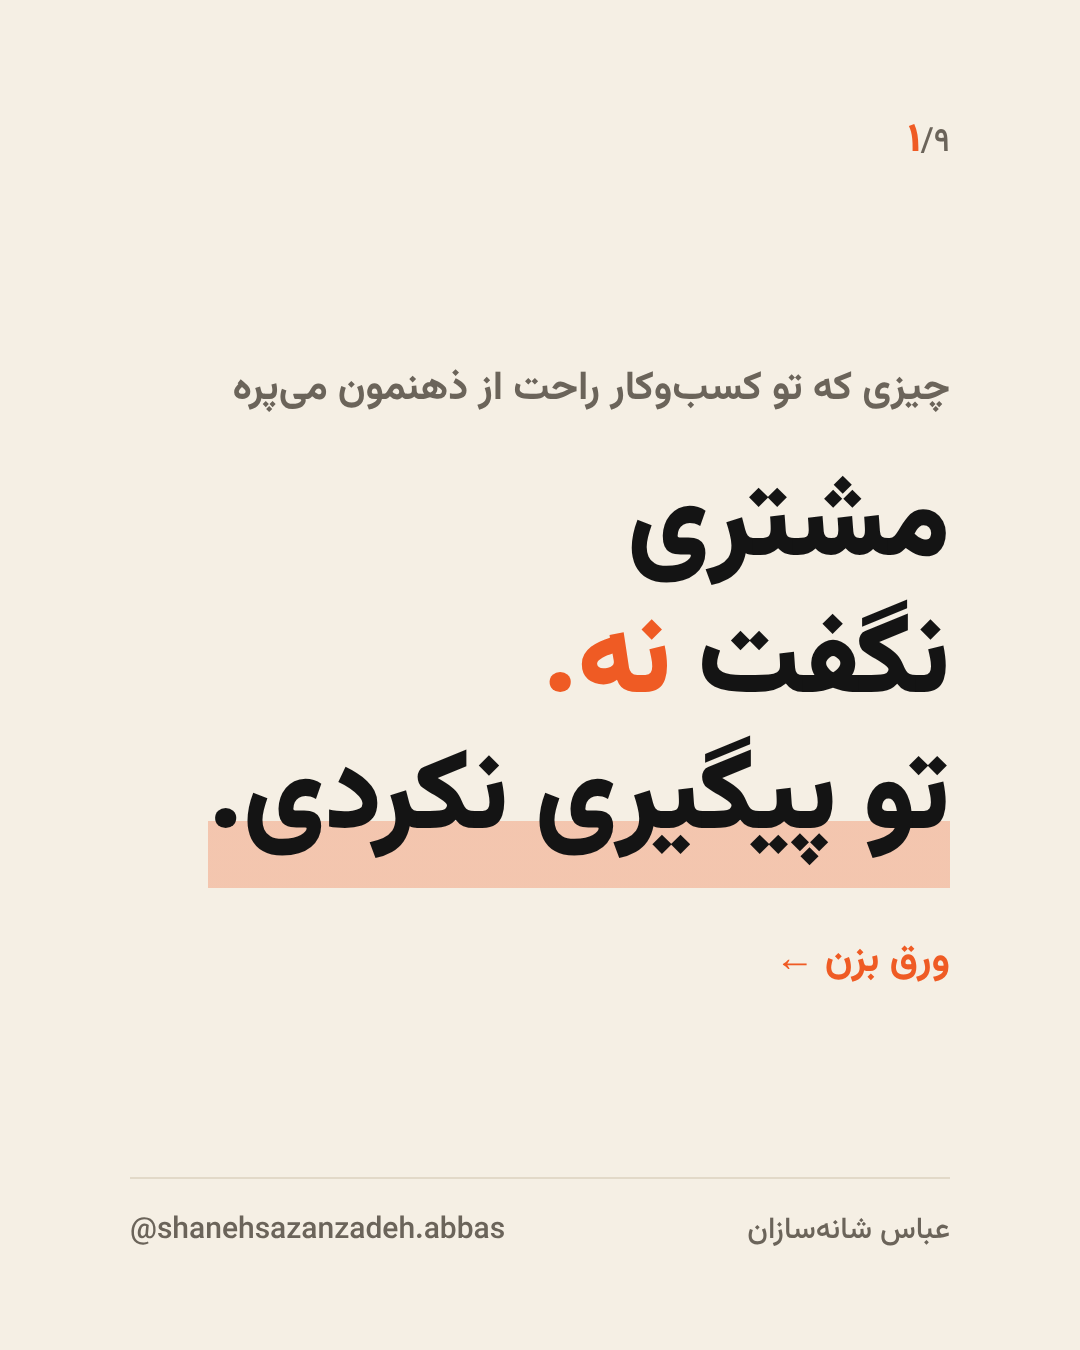 ۱/۹
چیزی که تو کسب‌وکار راحت از ذهنمون می‌پره
مشتری
نگفت نه.
تو پیگیری نکردی.
ورق بزن ←
عباس شانه‌سازان
@shanehsazanzadeh.abbas